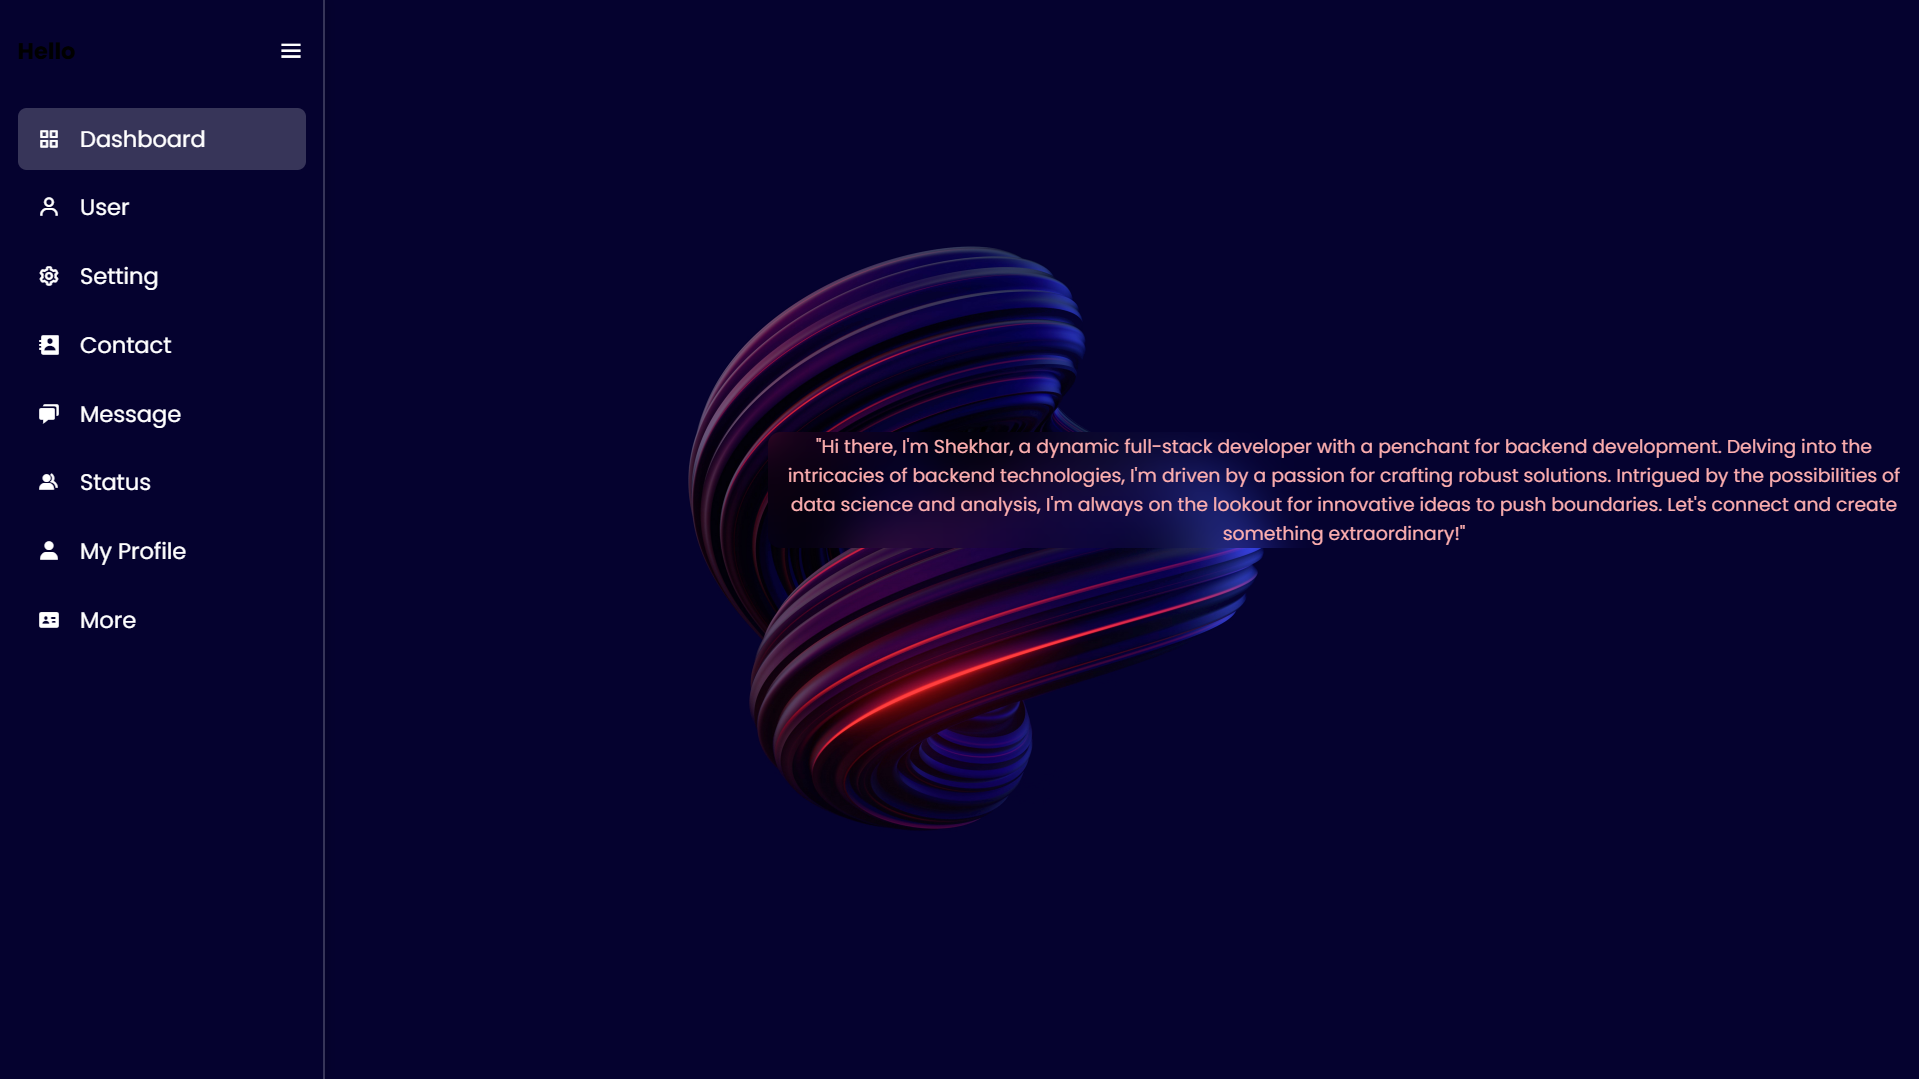 Hello
Dashboard
User
Setting
Contact
Message
Status
My Profile
More
"Hi there, I'm Shekhar, a dynamic full-stack developer with a penchant for backend development. Delving into the
intricacies of backend technologies, I'm driven by a passion for crafting robust solutions. Intrigued by the possibilities of
data science and analysis, I'm always on the lookout for innovative ideas to push boundaries. Let's connect and create
something extraordinary!"